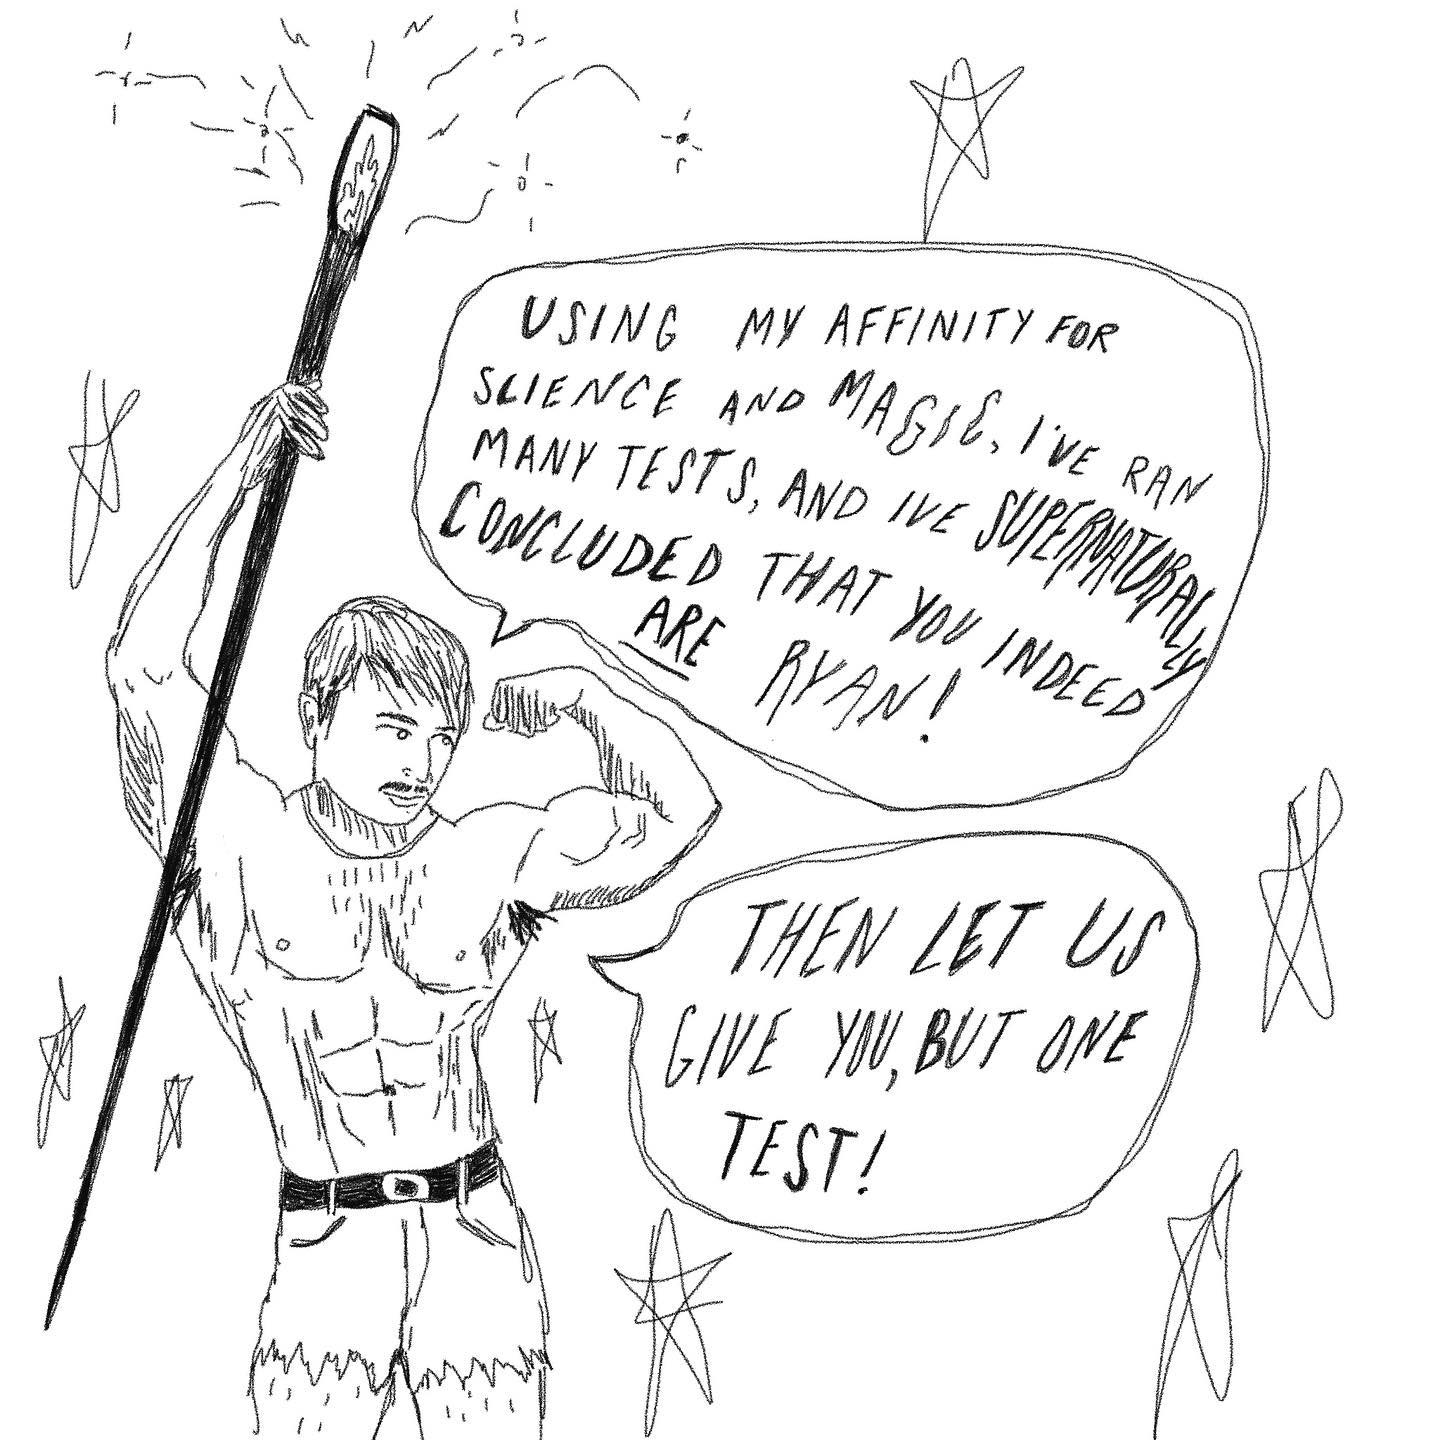 USING MY AFFINITY FOR
SCIENCE AND MAGIC, I'VE RAN
MANY TESTS, AND IVE SUPERNATURALLY
CONCLUDED THAT YOU INDEED
ARE RYAN!
THEN LET US
GIVE YOU, BUT ONE
TEST!